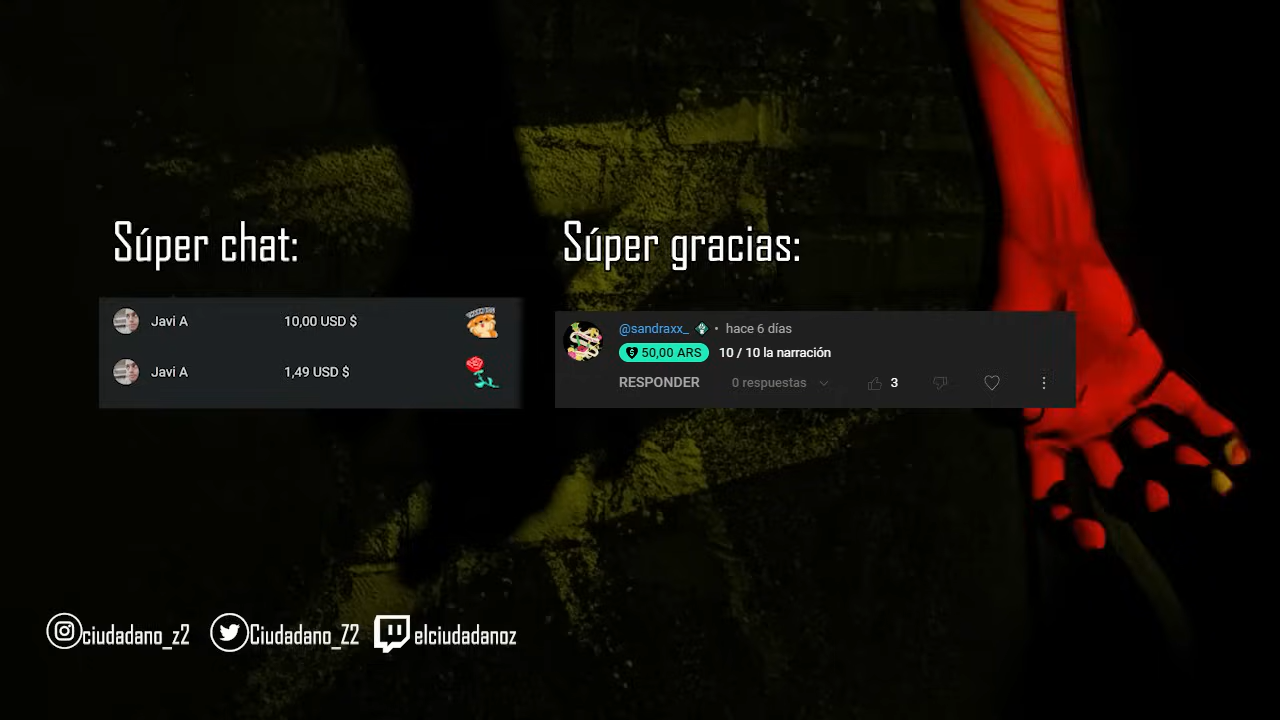 Súper chat:
Javi A 10,00 USD $
Javi A 1,49 USD $
Súper gracias:
@sandraxx_ • hace 6 días
50,00 ARS 10 / 10 la narración
RESPONDER 0 respuestas 3
ciudadano_z2 Ciudadano_Z2 elciudadanoz